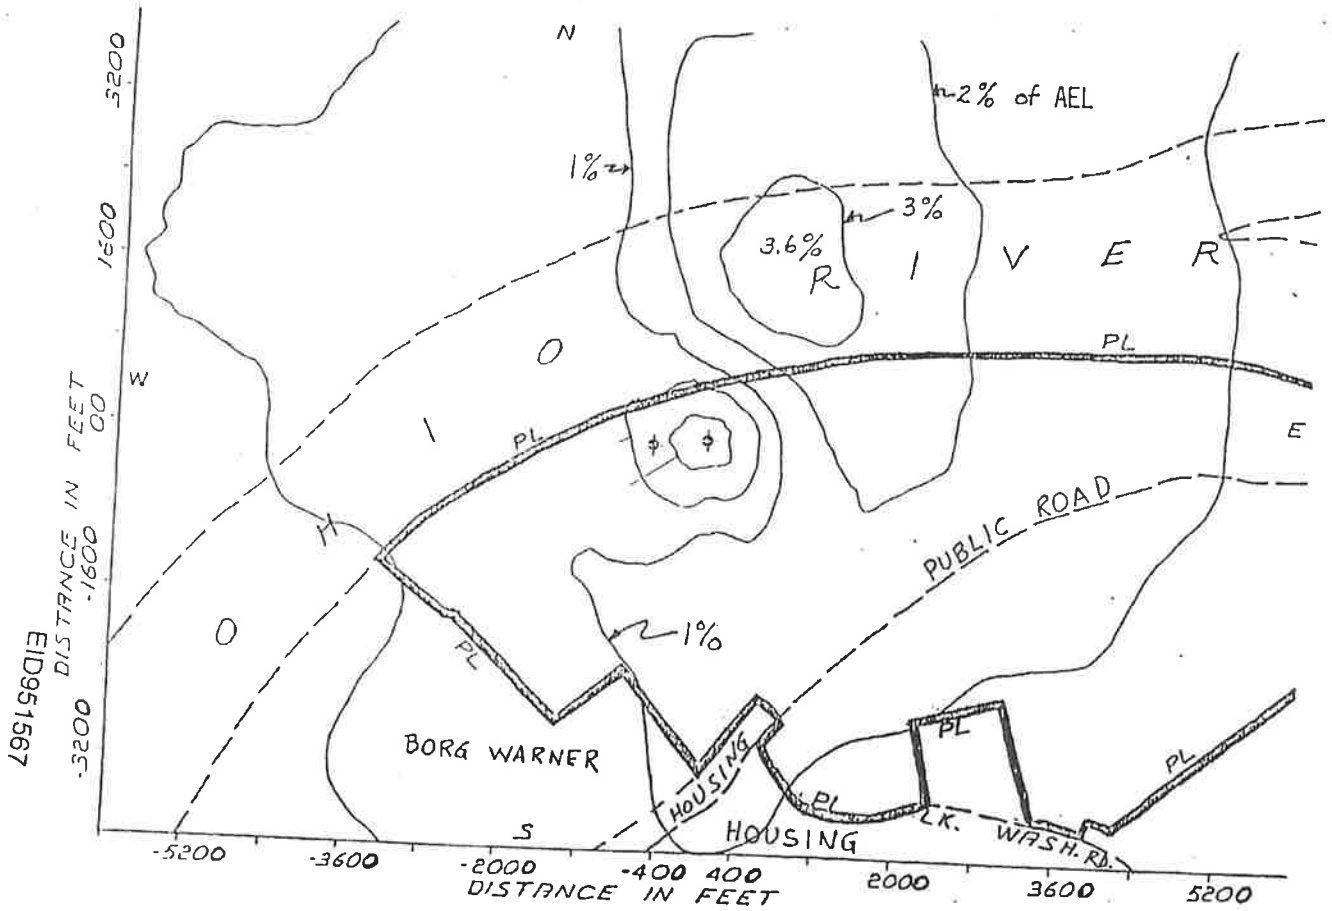 N
3200
2% of AEL
1%
3%
1600
3.6%
R I V E R
O
PL
W
00
E
I
PL
φ φ
PUBLIC ROAD
H
-1600
O
DISTANCE IN FEET
1%
PL
EID951567
-3200
BORG WARNER
HOUSING
PL
PL
PL
LK. WASH. RD.
S
HOUSING
-5200 -3600 -2000 -400 400 2000 3600 5200
DISTANCE IN FEET